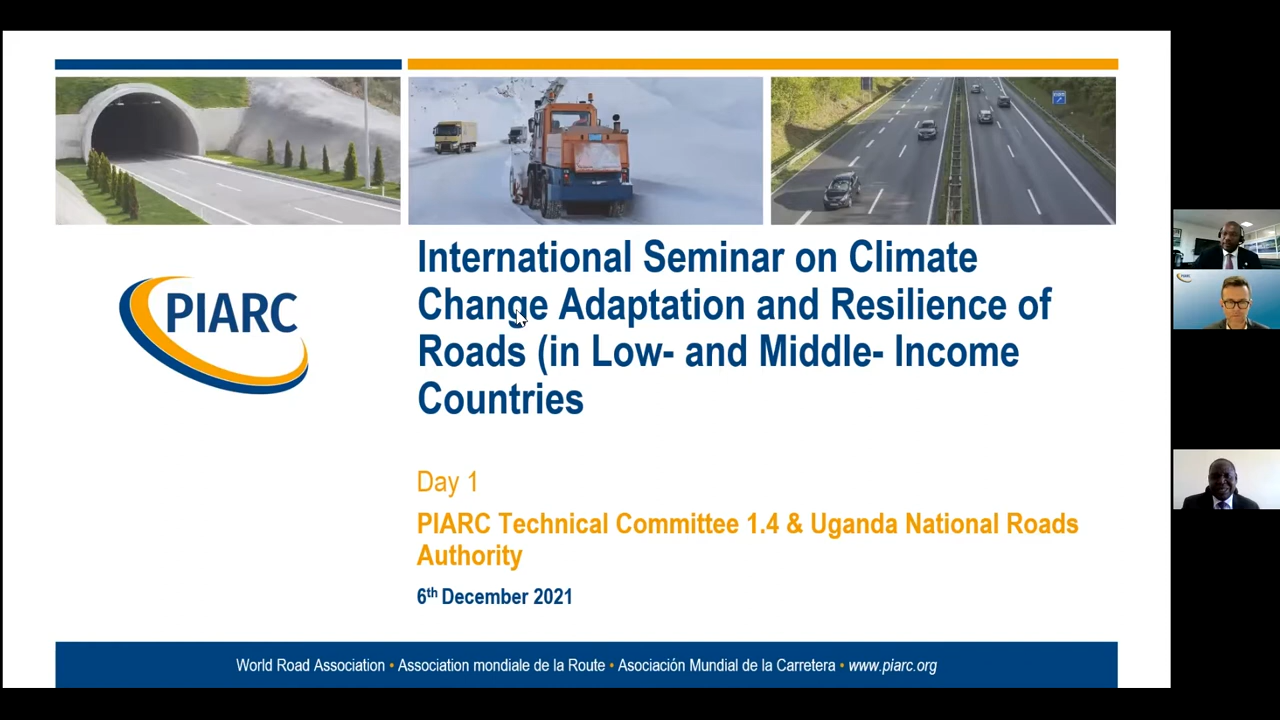 International Seminar on Climate
Change Adaptation and Resilience of
Roads (in Low- and Middle- Income
Countries
PIARC
Day 1
PIARC Technical Committee 1.4 & Uganda National Roads
Authority
6th December 2021
World Road Association • Association mondiale de la Route • Asociación Mundial de la Carretera • www.piarc.org
PIARC